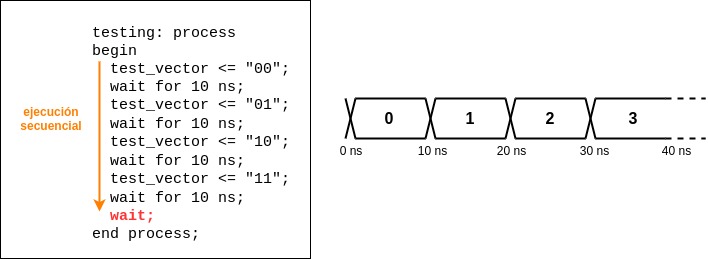 testing: process
begin
test_vector <= "00";
wait for 10 ns;
test_vector <= "01";
wait for 10 ns;
test_vector <= "10";
wait for 10 ns;
test_vector <= "11";
wait for 10 ns;
wait;
end process;
ejecución
secuencial
0 1 2 3
0 ns 10 ns 20 ns 30 ns 40 ns